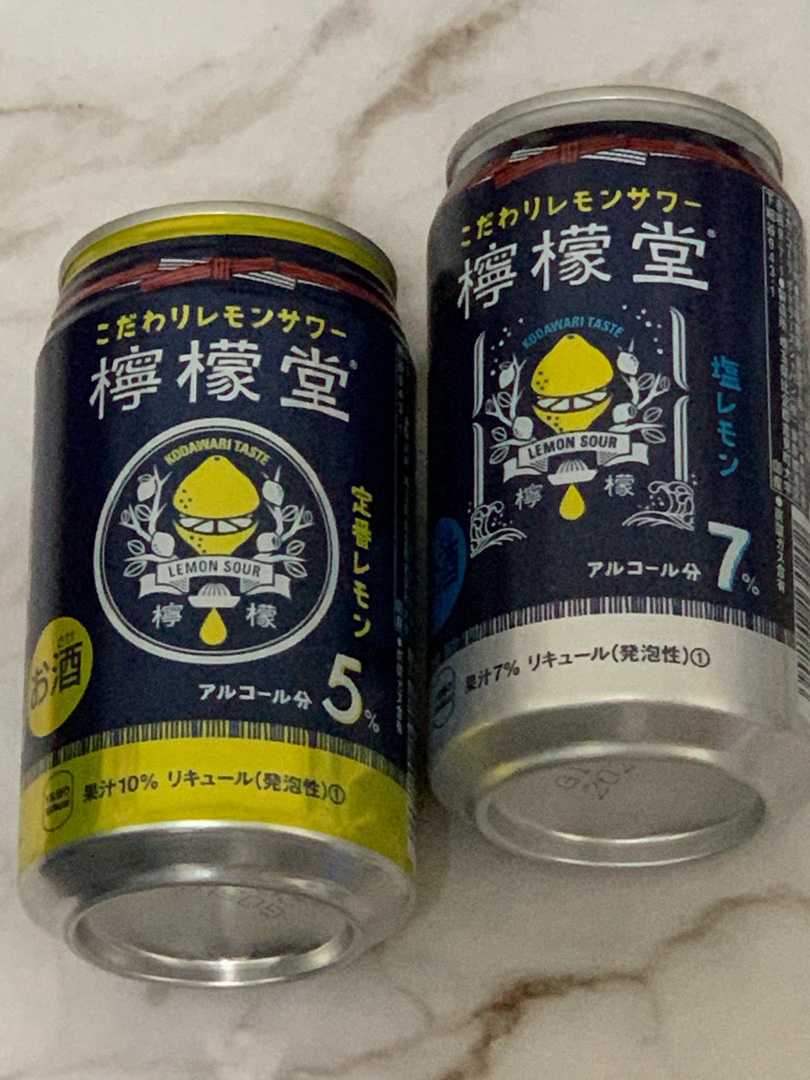 こだわりレモンサワー
檸檬堂
KODAWARI TASTE
LEMON SOUR
檸檬
定番レモン
お酒
アルコール分 5%
果汁10% リキュール(発泡性)①
こだわりレモンサワー
檸檬堂
KODAWARI TASTE
LEMON SOUR
檸檬
塩レモン
アルコール分 7%
果汁7% リキュール(発泡性)①